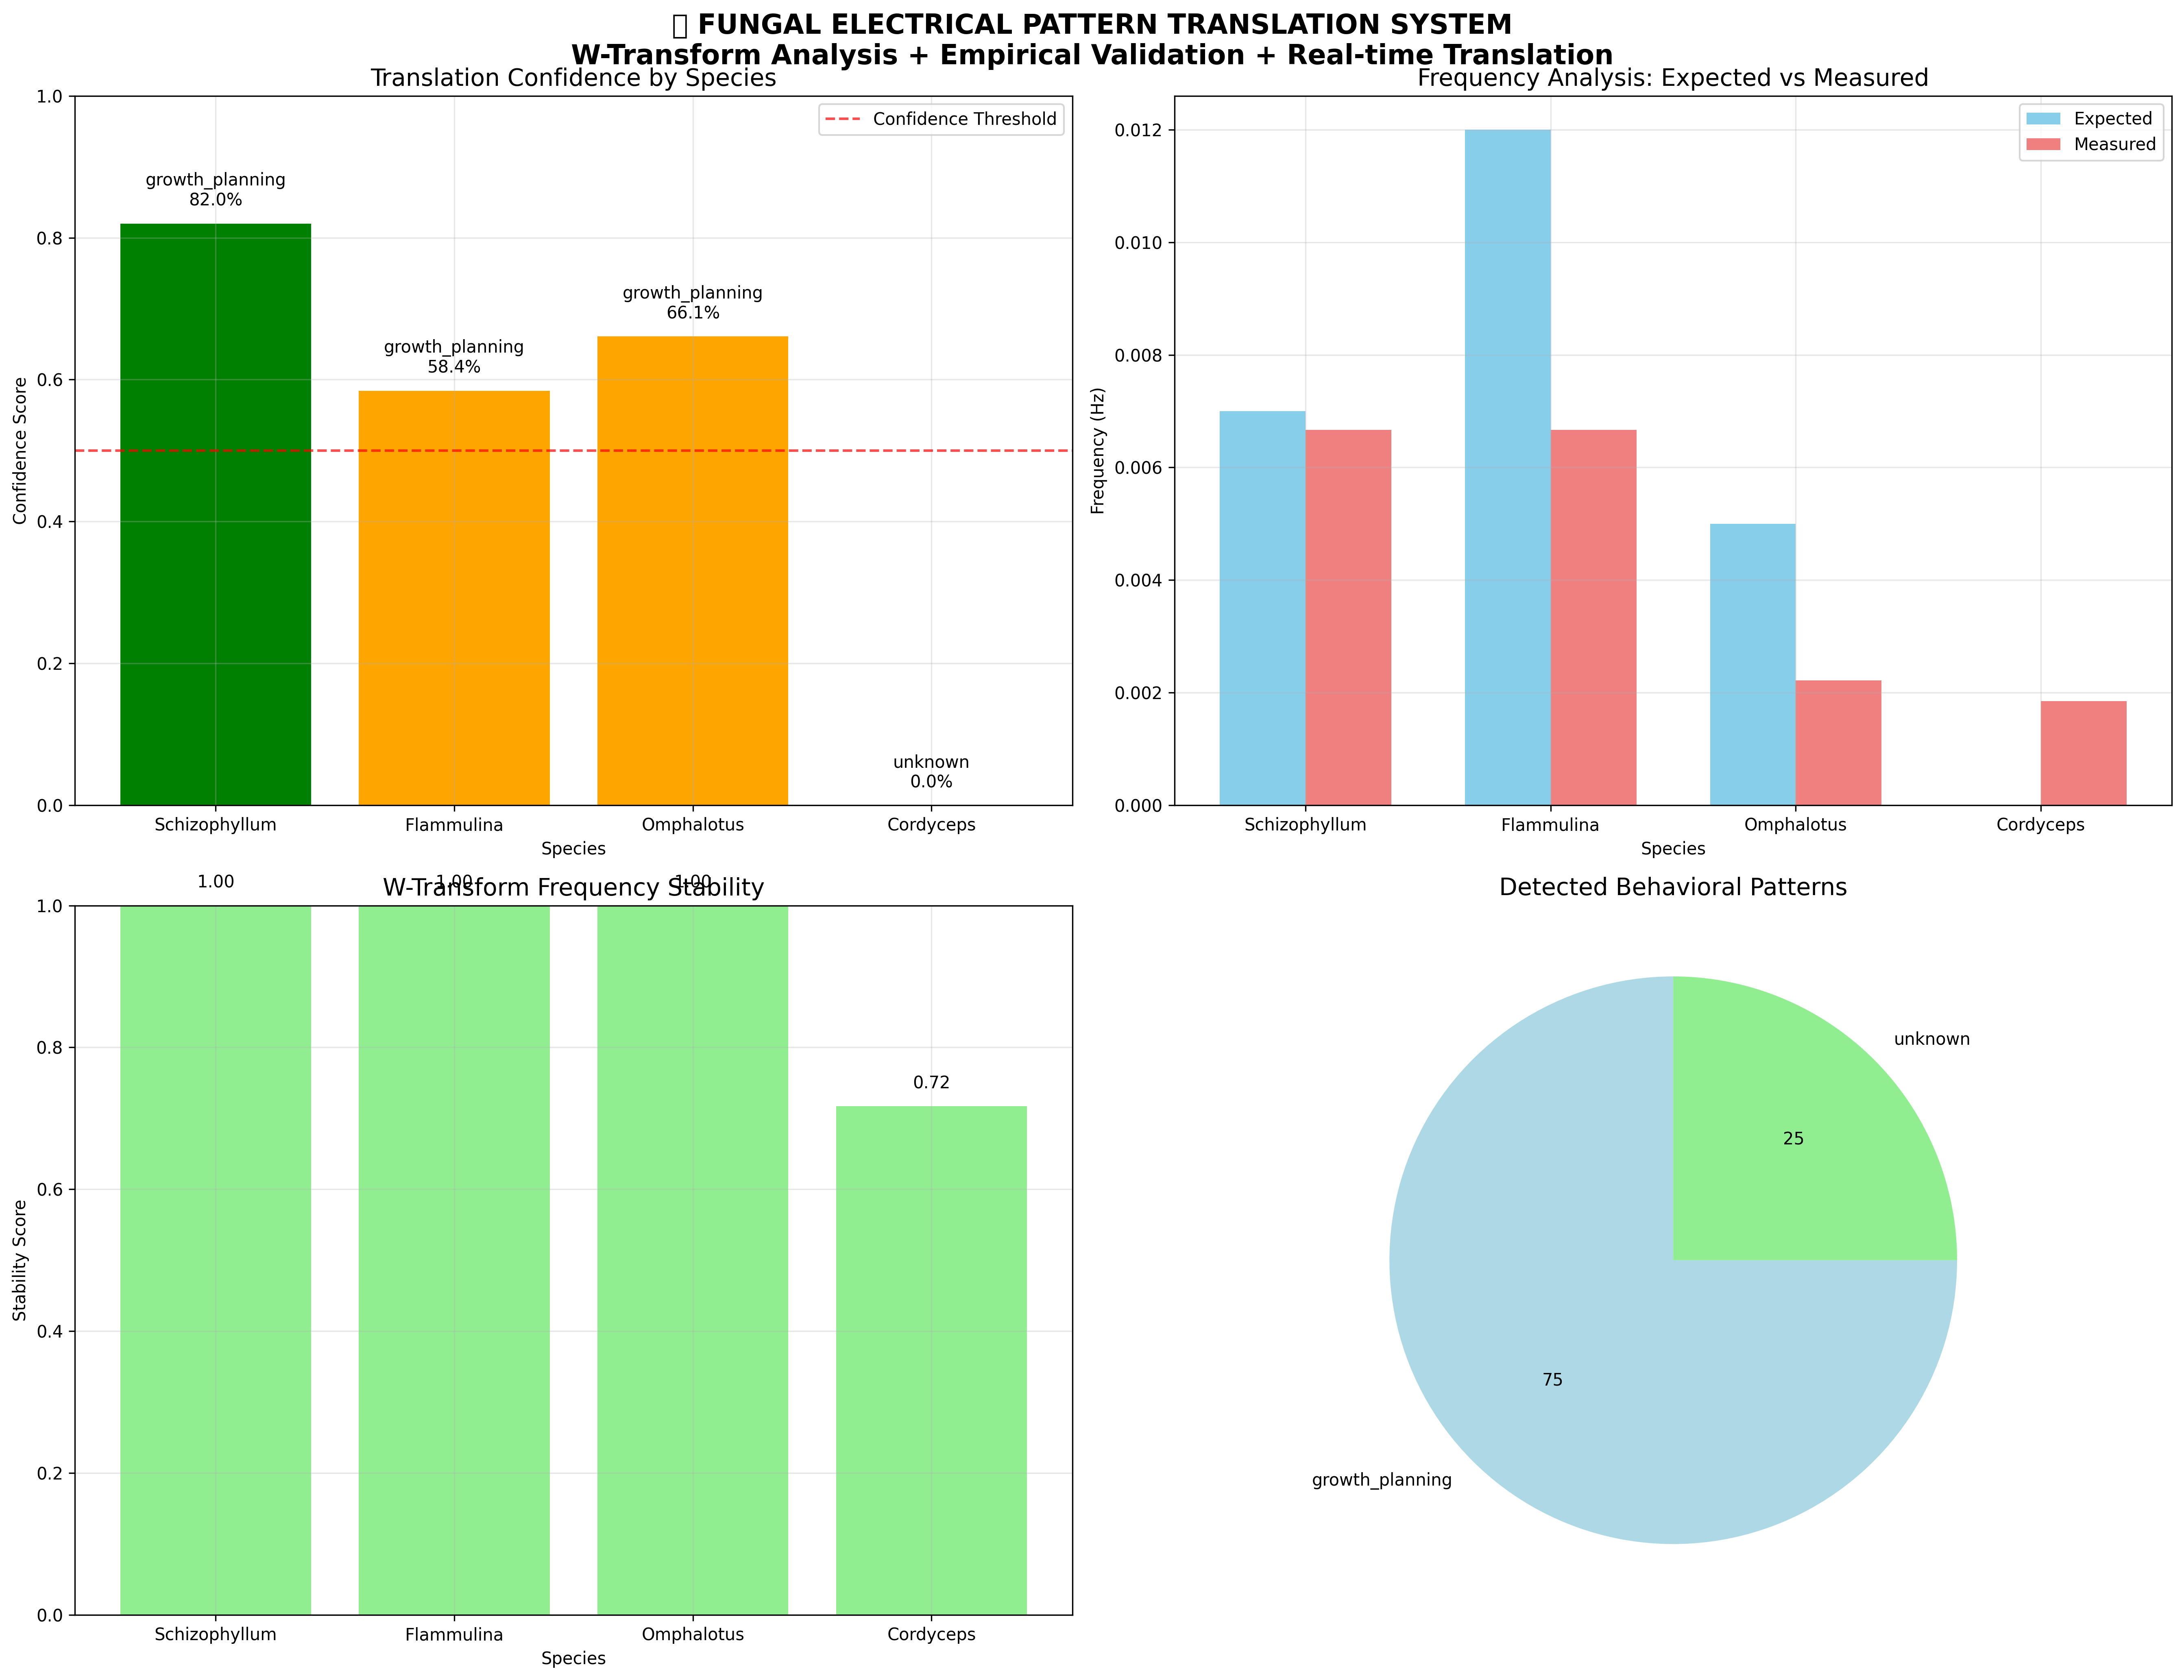 FUNGAL ELECTRICAL PATTERN TRANSLATION SYSTEM
W-Transform Analysis + Empirical Validation + Real-time Translation
Translation Confidence by Species
Confidence Threshold
1.0
0.8
0.6
0.4
0.2
0.0
Confidence Score
growth_planning
82.0%
growth_planning
58.4%
growth_planning
66.1%
unknown
0.0%
Schizophyllum
Flammulina
Omphalotus
Cordyceps
Species
Frequency Analysis: Expected vs Measured
Expected
Measured
0.012
0.010
0.008
0.006
0.004
0.002
0.000
Frequency (Hz)
Schizophyllum
Flammulina
Omphalotus
Cordyceps
Species
W-Transform Frequency Stability
1.00
1.00
1.00
0.72
1.0
0.8
0.6
0.4
0.2
0.0
Stability Score
Schizophyllum
Flammulina
Omphalotus
Cordyceps
Species
Detected Behavioral Patterns
unknown
25
75
growth_planning